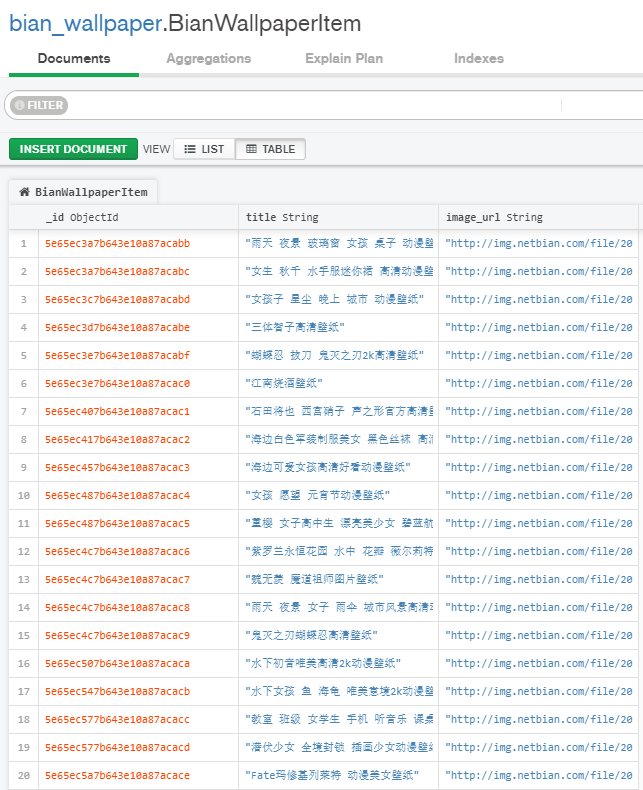 bian_wallpaper.BianWallpaperItem
Documents Aggregations Explain Plan Indexes
FILTER
INSERT DOCUMENT VIEW LIST TABLE
BianWallpaperItem
_id ObjectId title String image_url String
1 5e65ec3a7b643e10a87acabb "雨天 夜景 玻璃窗 女孩 桌子 动漫壁 "http://img.netbian.com/file/20
2 5e65ec3a7b643e10a87acabc "女生 秋千 水手服迷你裙 高清动漫壁 "http://img.netbian.com/file/20
3 5e65ec3c7b643e10a87acabd "女孩子 星尘 晚上 城市 动漫壁纸" "http://img.netbian.com/file/20
4 5e65ec3d7b643e10a87acabe "三体智子高清壁纸" "http://img.netbian.com/file/20
5 5e65ec3e7b643e10a87acabf "蝴蝶忍 拔刀 鬼灭之刃2k高清壁纸" "http://img.netbian.com/file/20
6 5e65ec3e7b643e10a87acac0 "江南烧酒壁纸" "http://img.netbian.com/file/20
7 5e65ec407b643e10a87acac1 "石田将也 西宫硝子 声之形官方高清壁 "http://img.netbian.com/file/20
8 5e65ec417b643e10a87acac2 "海边白色军装制服美女 黑色丝袜 高清 "http://img.netbian.com/file/20
9 5e65ec457b643e10a87acac3 "海边可爱女孩高清好看动漫壁纸" "http://img.netbian.com/file/20
10 5e65ec487b643e10a87acac4 "女孩 愿望 元宵节动漫壁纸" "http://img.netbian.com/file/20
11 5e65ec487b643e10a87acac5 "重樱 女子高中生 漂亮美少女 碧蓝航 "http://img.netbian.com/file/20
12 5e65ec4c7b643e10a87acac6 "紫罗兰永恒花园 水中 花瓣 薇尔莉特 "http://img.netbian.com/file/20
13 5e65ec4c7b643e10a87acac7 "魏无羡 魔道祖师图片壁纸" "http://img.netbian.com/file/20
14 5e65ec4c7b643e10a87acac8 "雨天 夜景 女子 雨伞 城市风景高清动 "http://img.netbian.com/file/20
15 5e65ec4c7b643e10a87acac9 "鬼灭之刃蝴蝶忍高清壁纸" "http://img.netbian.com/file/20
16 5e65ec507b643e10a87acaca "水下初音唯美高清2k动漫壁纸" "http://img.netbian.com/file/20
17 5e65ec547b643e10a87acacb "水下女孩 鱼 海龟 唯美意境2k动漫壁 "http://img.netbian.com/file/20
18 5e65ec577b643e10a87acacc "教室 班级 女学生 手机 听音乐 课桌 "http://img.netbian.com/file/20
19 5e65ec577b643e10a87acacd "潜伏少女 全境封锁 插画少女动漫壁纸 "http://img.netbian.com/file/20
20 5e65ec5a7b643e10a87acace "Fate玛修基列莱特 动漫美女壁纸" "http://img.netbian.com/file/20